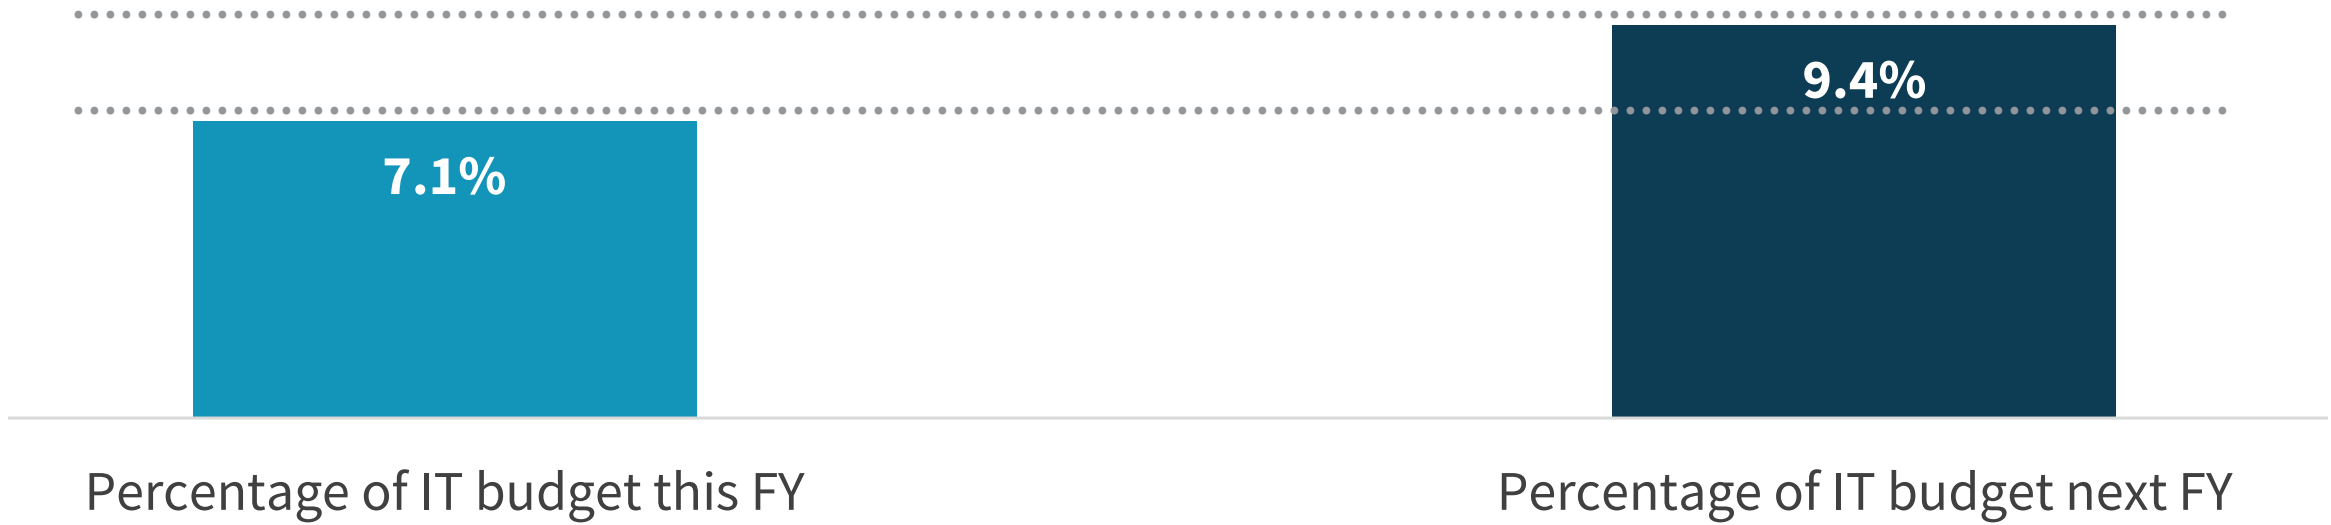 9.4%
7.1%
Percentage of IT budget this FY
Percentage of IT budget next FY